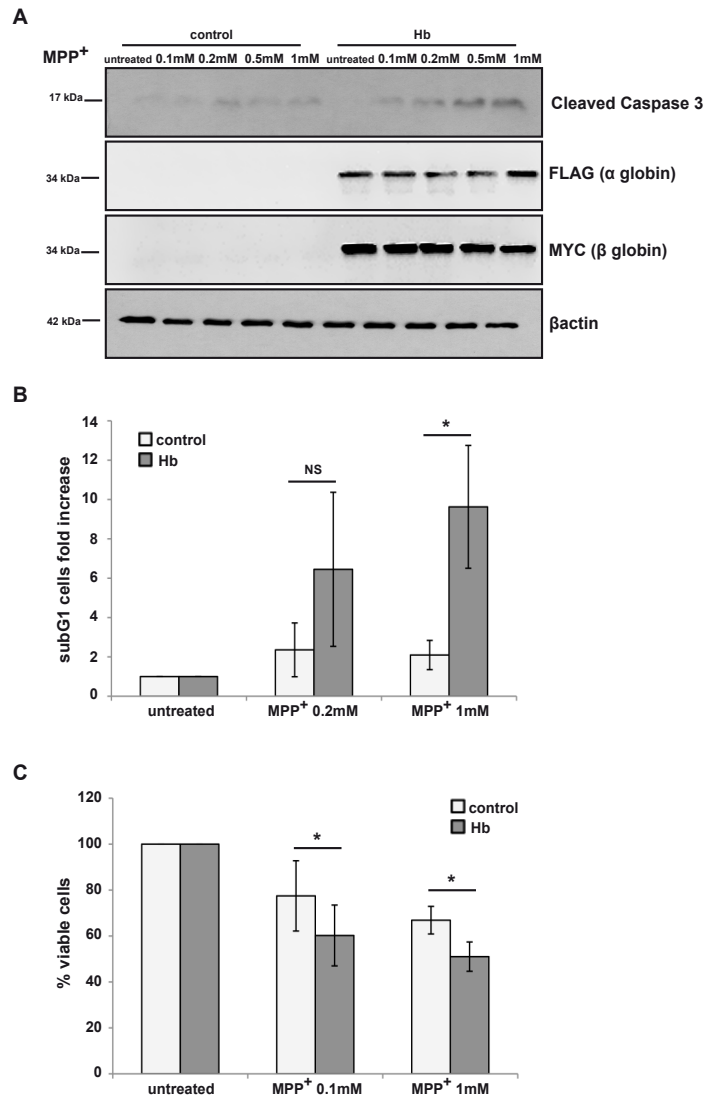 A
control Hb
MPP+ untreated 0.1mM 0.2mM 0.5mM 1mM untreated 0.1mM 0.2mM 0.5mM 1mM
17 kDa Cleaved Caspase 3
34 kDa FLAG (α globin)
34 kDa MYC (β globin)
42 kDa βactin
B
subG1 cells fold increase
14
12
10
8
6
4
2
0
control
Hb
NS
*
untreated MPP+ 0.2mM MPP+ 1mM
C
% viable cells
120
100
80
60
40
20
0
control
Hb
*
*
untreated MPP+ 0.1mM MPP+ 1mM